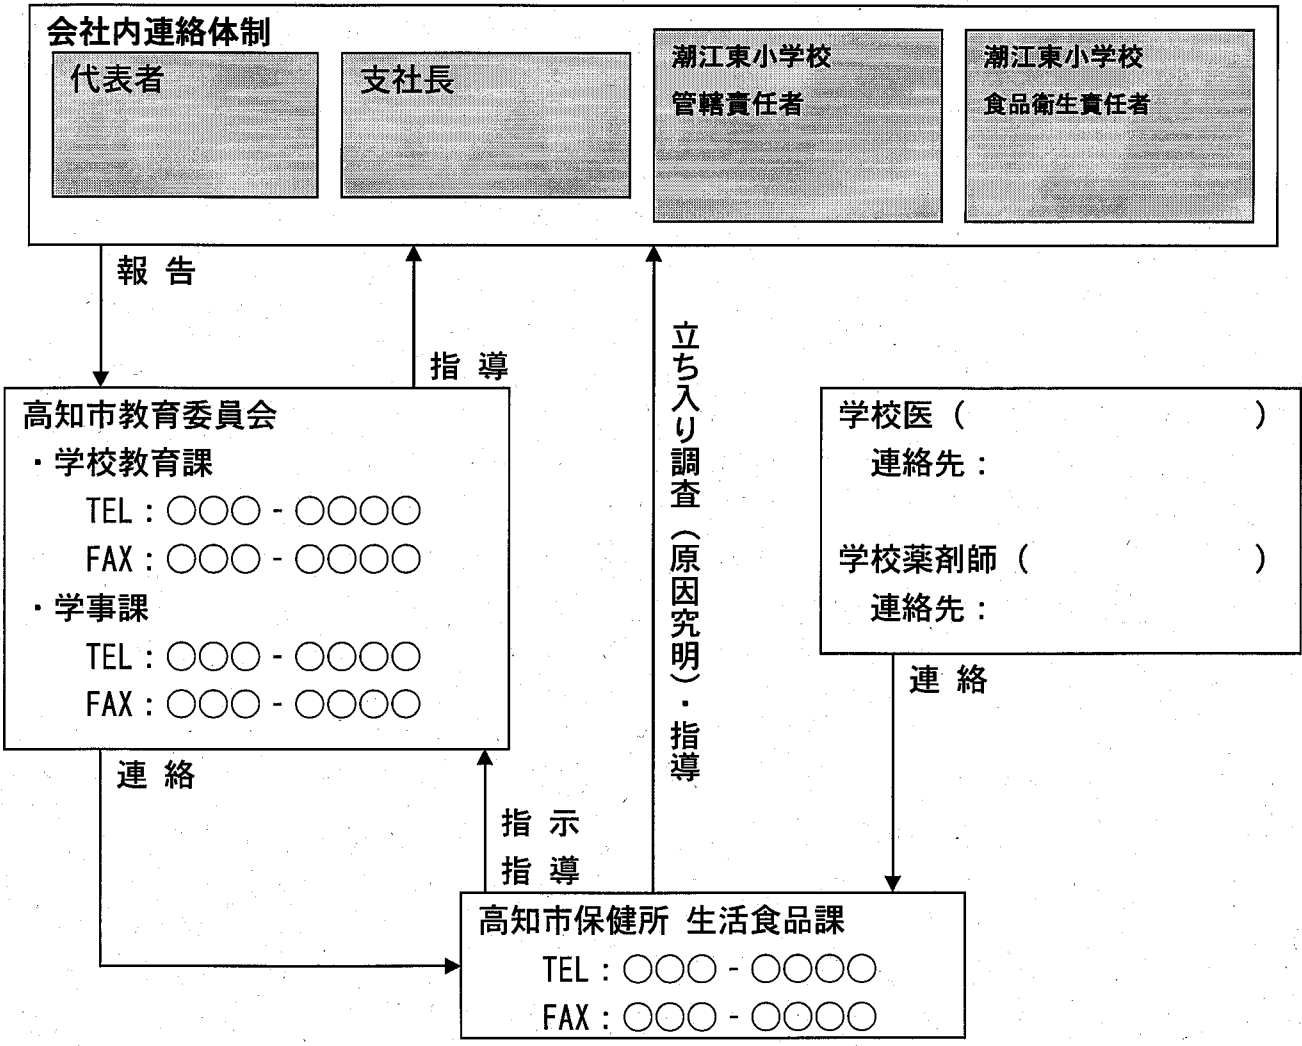 会社内連絡体制
代表者
支社長
潮江東小学校
管轄責任者
潮江東小学校
食品衛生責任者
報 告
指 導
立ち入り調査（原因究明）・指導
高知市教育委員会
・学校教育課
TEL：○○○-○○○○
FAX：○○○-○○○○
・学事課
TEL：○○○-○○○○
FAX：○○○-○○○○
学校医（　　　　　　　　　）
連絡先：
学校薬剤師（　　　　　　　）
連絡先：
連 絡
連 絡
指 示
指 導
高知市保健所 生活食品課
TEL：○○○-○○○○
FAX：○○○-○○○○